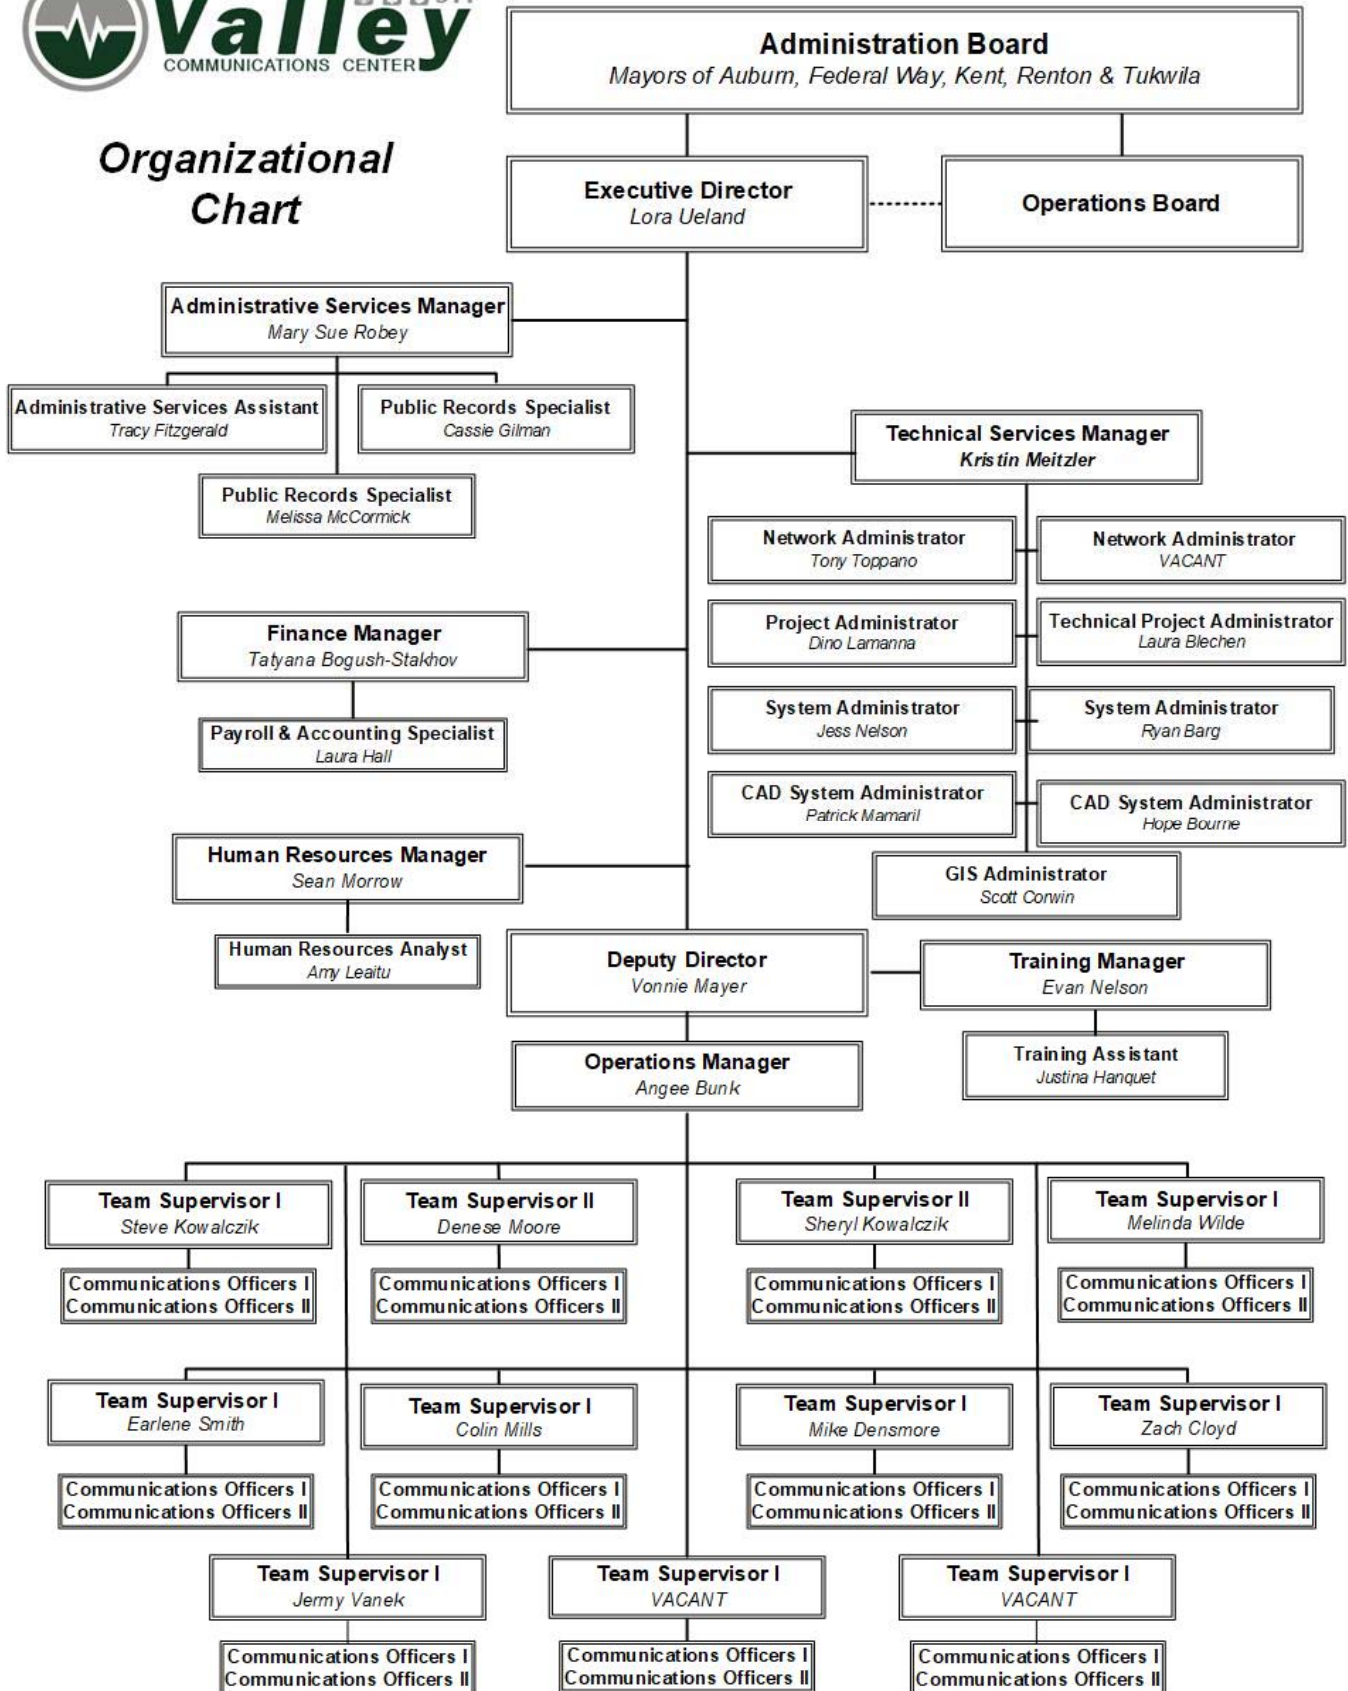 Valley
COMMUNICATIONS CENTER
Organizational
Chart
Administration Board
Mayors of Auburn, Federal Way, Kent, Renton & Tukwila
Executive Director
Lora Ueland
Operations Board
Administrative Services Manager
Mary Sue Robey
Administrative Services Assistant
Tracy Fitzgerald
Public Records Specialist
Cassie Gilman
Public Records Specialist
Melissa McCormick
Technical Services Manager
Kristin Meitzler
Network Administrator
Tony Toppano
Network Administrator
VACANT
Project Administrator
Dino Lamanna
Technical Project Administrator
Laura Blechen
System Administrator
Jess Nelson
System Administrator
Ryan Barg
CAD System Administrator
Patrick Mamaril
CAD System Administrator
Hope Bourne
GIS Administrator
Scott Corwin
Finance Manager
Tatyana Bogush-Stakhov
Payroll & Accounting Specialist
Laura Hall
Human Resources Manager
Sean Morrow
Human Resources Analyst
Amy Leaitu
Deputy Director
Vonnie Mayer
Training Manager
Evan Nelson
Training Assistant
Justina Hanquet
Operations Manager
Angee Bunk
Team Supervisor I
Steve Kowalczik
Communications Officers I
Communications Officers II
Team Supervisor II
Denese Moore
Communications Officers I
Communications Officers II
Team Supervisor II
Sheryl Kowalczik
Communications Officers I
Communications Officers II
Team Supervisor I
Melinda Wilde
Communications Officers I
Communications Officers II
Team Supervisor I
Earlene Smith
Communications Officers I
Communications Officers II
Team Supervisor I
Colin Mills
Communications Officers I
Communications Officers II
Team Supervisor I
Mike Densmore
Communications Officers I
Communications Officers II
Team Supervisor I
Zach Cloyd
Communications Officers I
Communications Officers II
Team Supervisor I
Jermy Vanek
Communications Officers I
Communications Officers II
Team Supervisor I
VACANT
Communications Officers I
Communications Officers II
Team Supervisor I
VACANT
Communications Officers I
Communications Officers II